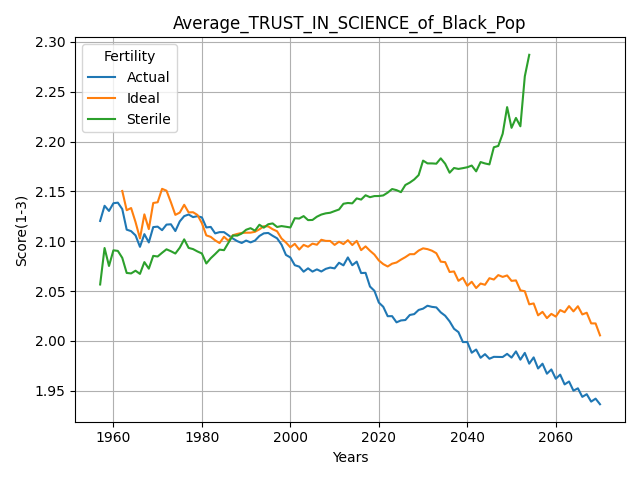 Average_TRUST_IN_SCIENCE_of_Black_Pop
Score(1-3)
2.30
2.25
2.20
2.15
2.10
2.05
2.00
1.95
Fertility
Actual
Ideal
Sterile
1960 1980 2000 2020 2040 2060
Years